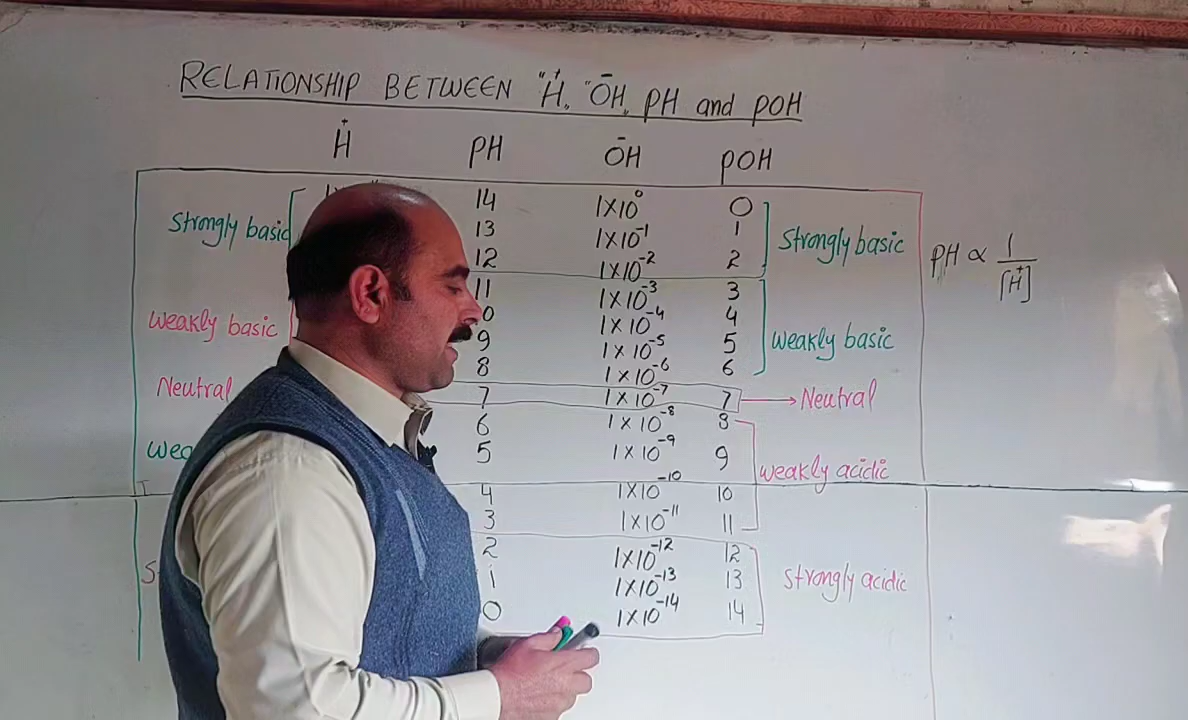 RELATIONSHIP BETWEEN "H⁺", "ŌH", PH and POH
H⁺ PH ŌH POH
14 1X10⁰ 0
Strongly basic 13 1X10⁻¹ 1 Strongly basic
12 1X10⁻² 2
PH ∝ 1/[H⁺]
11 1X10⁻³ 3
Weakly basic 1X10⁻⁴ 4
9 1X10⁻⁵ 5 Weakly basic
8 1X10⁻⁶ 6
Neutral 7 1X10⁻⁷ 7 → Neutral
6 1X10⁻⁸ 8
5 1X10⁻⁹ 9 weakly acidic
4 1X10⁻¹⁰ 10
3 1X10⁻¹¹ 11
2 1X10⁻¹² 12
1 1X10⁻¹³ 13 Strongly acidic
0 1X10⁻¹⁴ 14